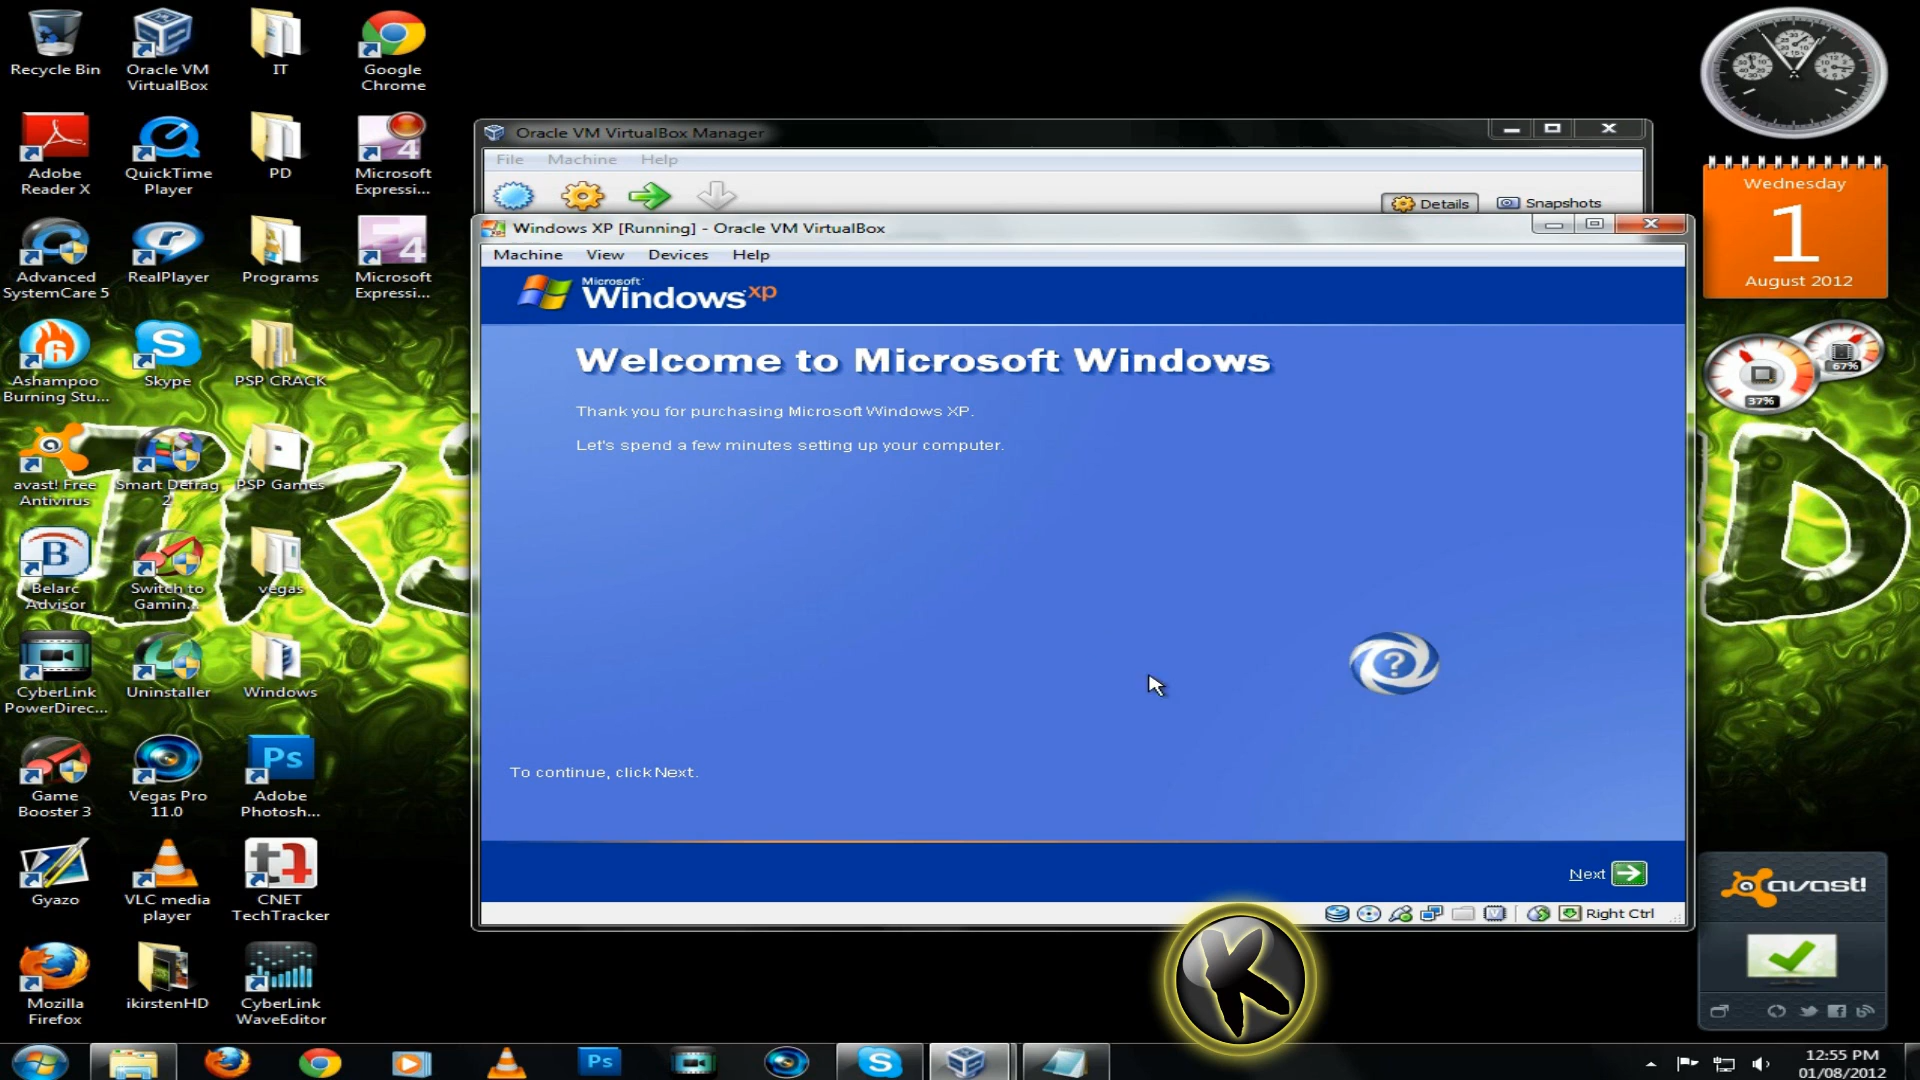 Recycle Bin
Oracle VM
VirtualBox
IT
Google
Chrome
Adobe
Reader X
QuickTime
Player
PD
Microsoft
Expressi...
Advanced
SystemCare 5
RealPlayer
Programs
Microsoft
Expressi...
Ashampoo
Burning Stu...
Skype
PSP CRACK
avast! Free
Antivirus
Smart Defrag
2
PSP Games
Belarc
Advisor
Switch to
Gamin...
vegas
CyberLink
PowerDirec...
Uninstaller
Windows
Game
Booster 3
Vegas Pro
11.0
Adobe
Photosh...
Gyazo
VLC media
player
CNET
TechTracker
Mozilla
Firefox
ikirstenHD
CyberLink
WaveEditor
Oracle VM VirtualBox Manager
File Machine Help
Details
Snapshots
Windows XP [Running] - Oracle VM VirtualBox
Machine View Devices Help
Microsoft
Windows xp
Welcome to Microsoft Windows
Thank you for purchasing Microsoft Windows XP.
Let's spend a few minutes setting up your computer.
To continue, click Next.
Next
Right Ctrl
Wednesday
1
August 2012
67%
37%
avast!
K
Ps
12:55 PM
01/08/2012